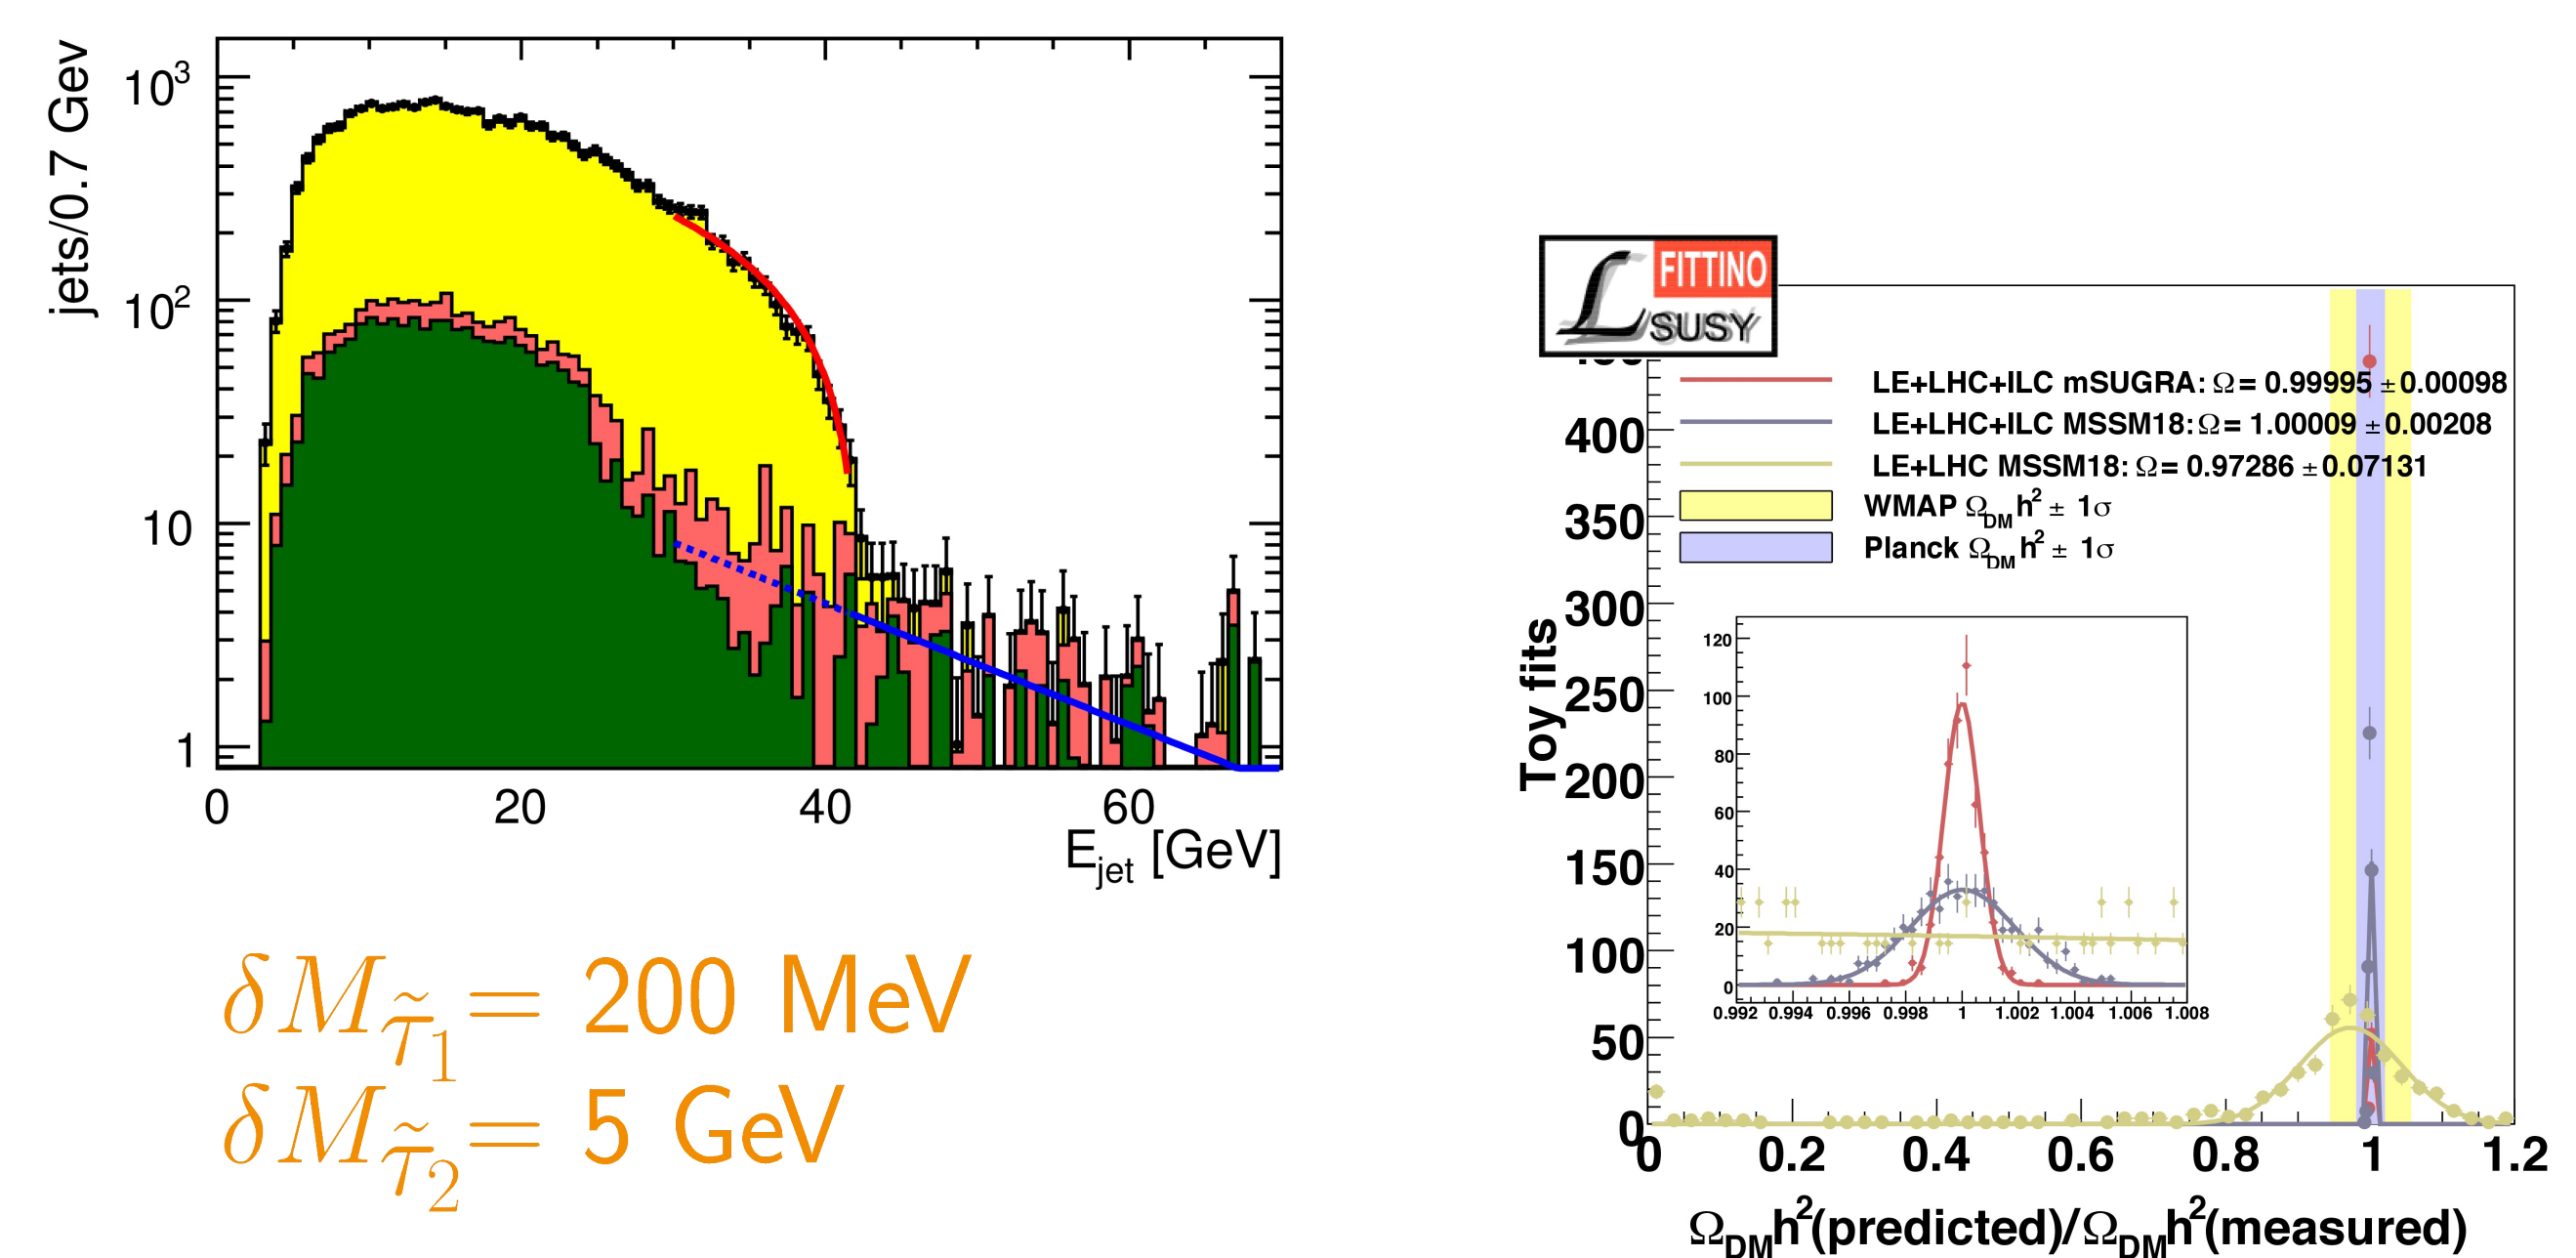 jets/0.7 Gev
10³
10²
10
1
0 20 40 60
E_jet [GeV]
δM_τ̃₁ = 200 MeV
δM_τ̃₂ = 5 GeV
FITTINO
SUSY
LE+LHC+ILC mSUGRA: Ω = 0.99995 ± 0.00098
LE+LHC+ILC MSSM18: Ω = 1.00009 ± 0.00208
LE+LHC MSSM18: Ω = 0.97286 ± 0.07131
WMAP Ω_DM h² ± 1σ
Planck Ω_DM h² ± 1σ
Toy fits
400
350
300
250
200
150
100
50
0
120
100
80
60
40
20
0
0.992 0.994 0.996 0.998 1 1.002 1.004 1.006 1.008
0 0.2 0.4 0.6 0.8 1 1.2
Ω_DM h²(predicted)/Ω_DM h²(measured)